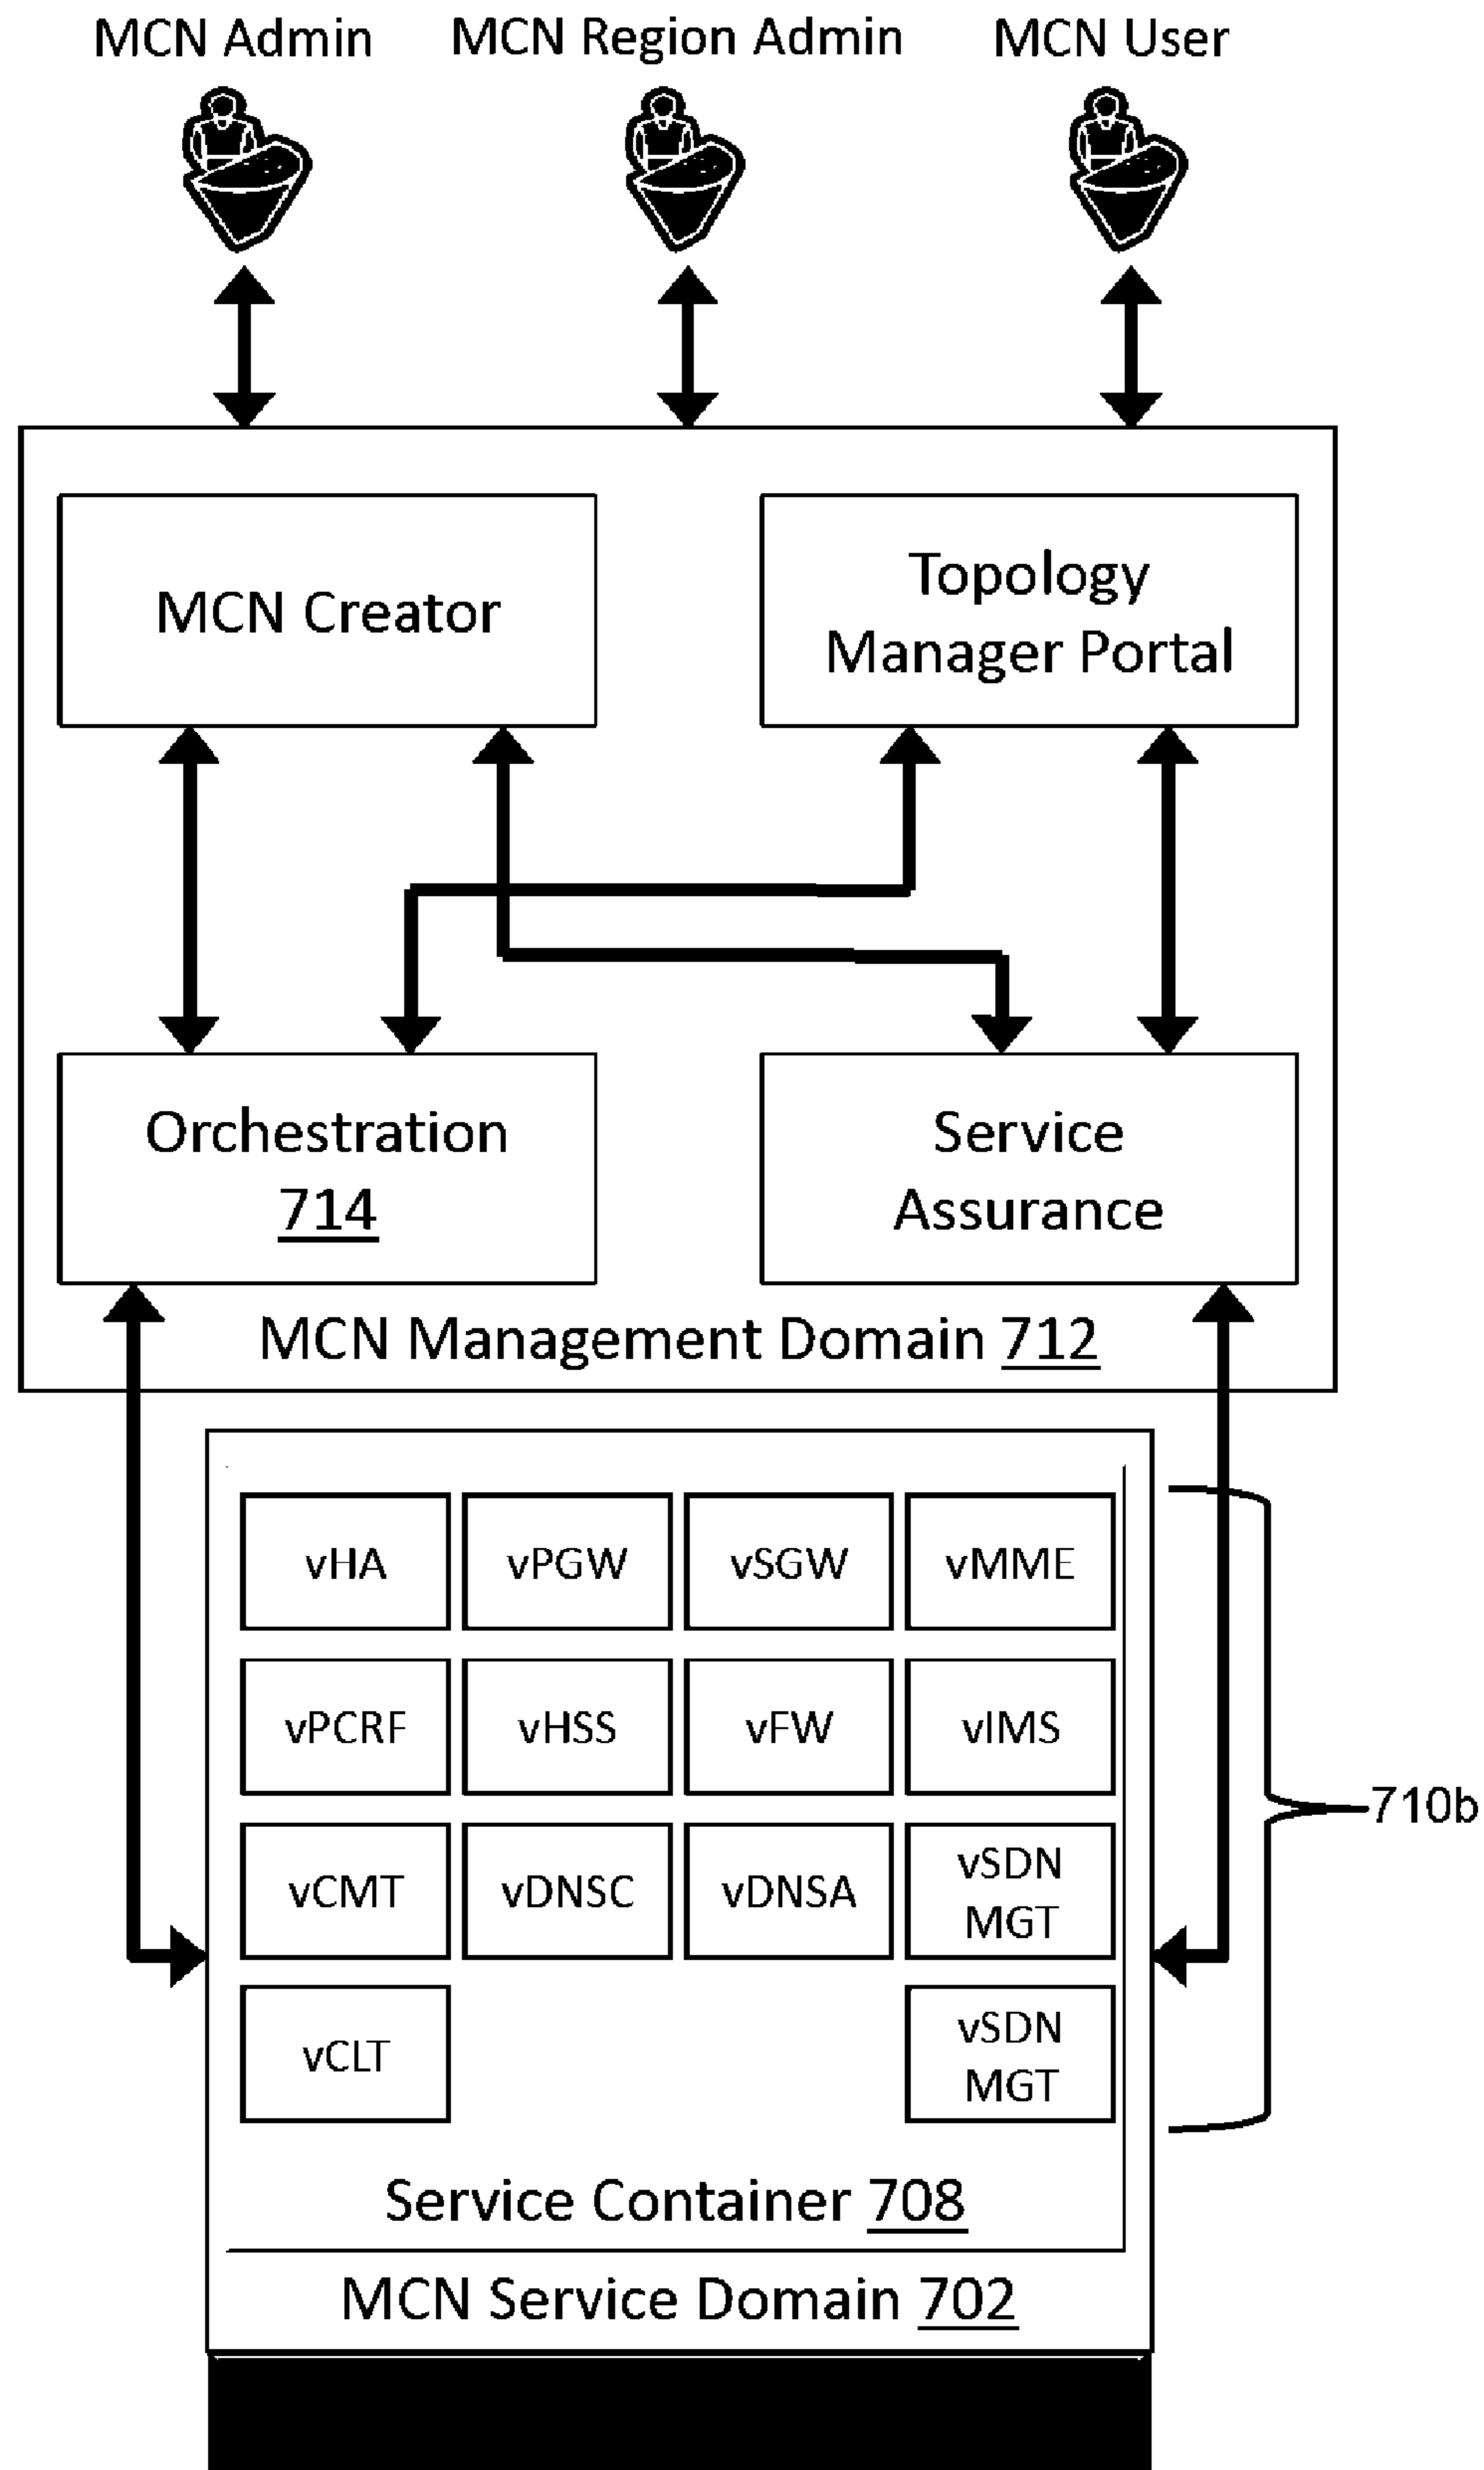 MCN Admin
MCN Region Admin
MCN User
MCN Creator
Topology
Manager Portal
Orchestration
714
Service
Assurance
MCN Management Domain 712
vHA
vPGW
vSGW
vMME
vPCRF
vHSS
vFW
vIMS
vCMT
vDNSC
vDNSA
vSDN
MGT
vCLT
vSDN
MGT
710b
Service Container 708
MCN Service Domain 702